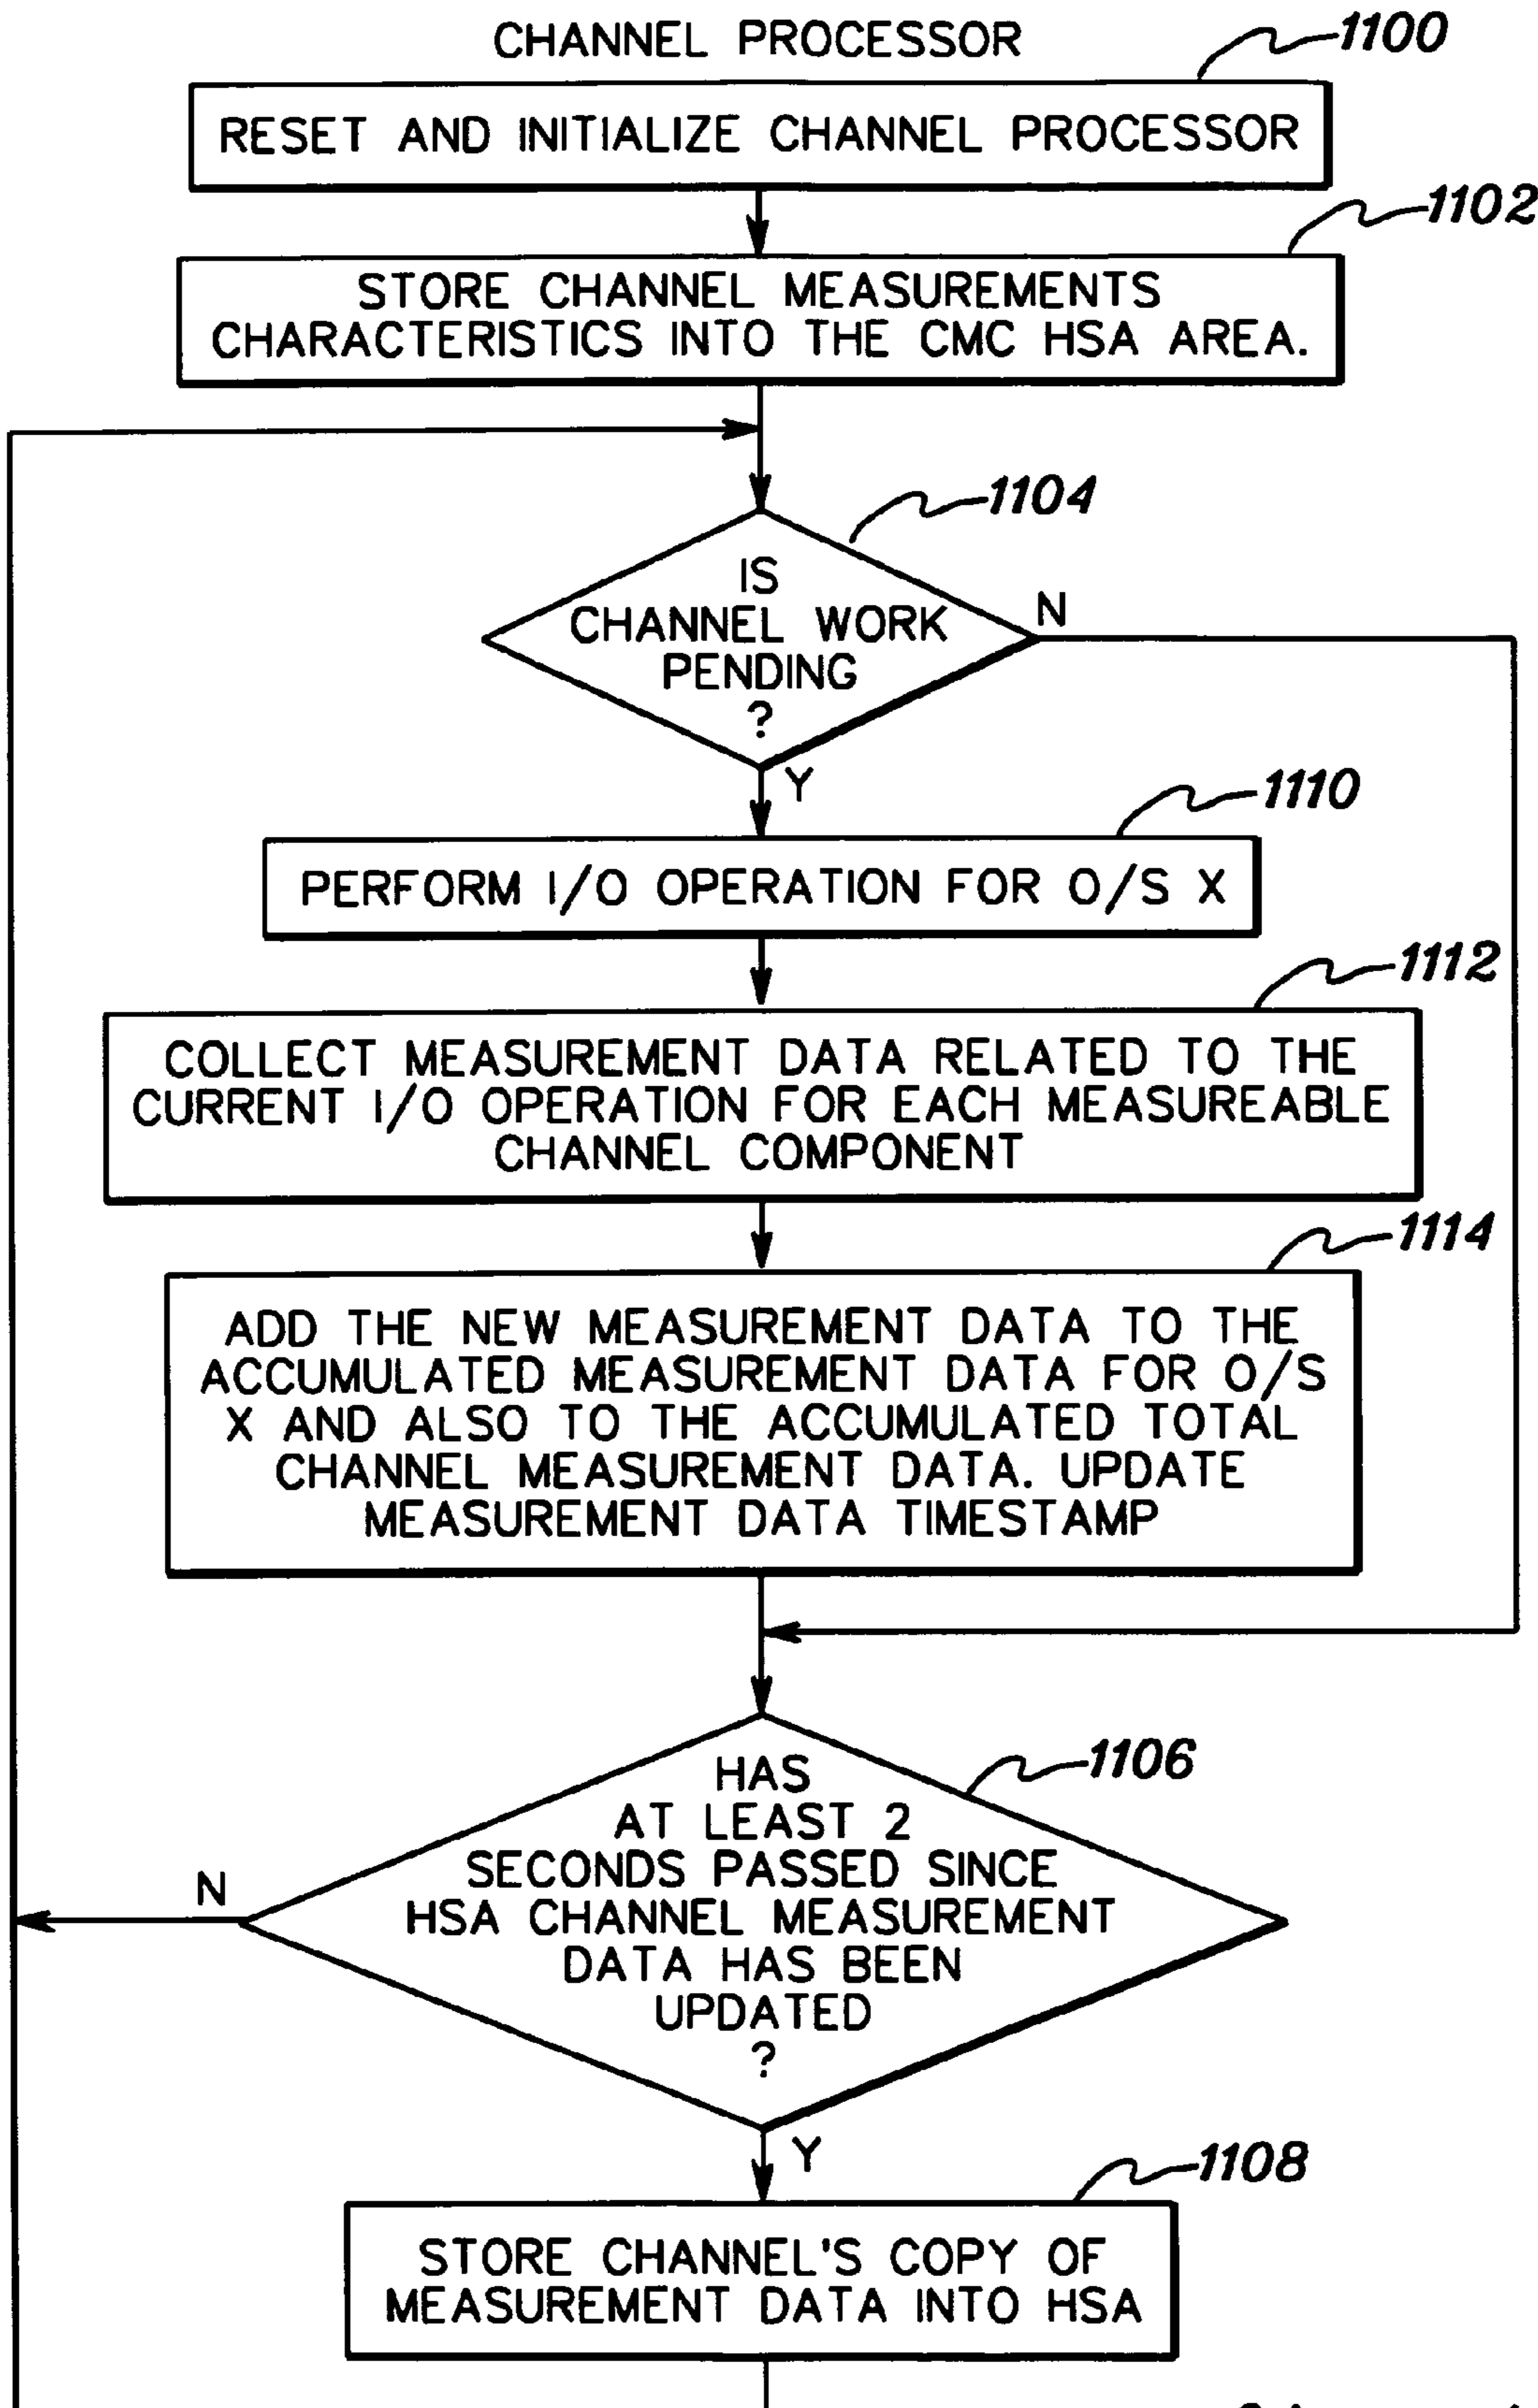 CHANNEL PROCESSOR
1100
RESET AND INITIALIZE CHANNEL PROCESSOR
1102
STORE CHANNEL MEASUREMENTS
CHARACTERISTICS INTO THE CMC HSA AREA.
1104
IS
CHANNEL WORK
PENDING
?
N
Y
1110
PERFORM I/O OPERATION FOR O/S X
1112
COLLECT MEASUREMENT DATA RELATED TO THE
CURRENT I/O OPERATION FOR EACH MEASUREABLE
CHANNEL COMPONENT
1114
ADD THE NEW MEASUREMENT DATA TO THE
ACCUMULATED MEASUREMENT DATA FOR O/S
X AND ALSO TO THE ACCUMULATED TOTAL
CHANNEL MEASUREMENT DATA. UPDATE
MEASUREMENT DATA TIMESTAMP
1106
HAS
AT LEAST 2
SECONDS PASSED SINCE
HSA CHANNEL MEASUREMENT
DATA HAS BEEN
UPDATED
?
N
Y
1108
STORE CHANNEL'S COPY OF
MEASUREMENT DATA INTO HSA